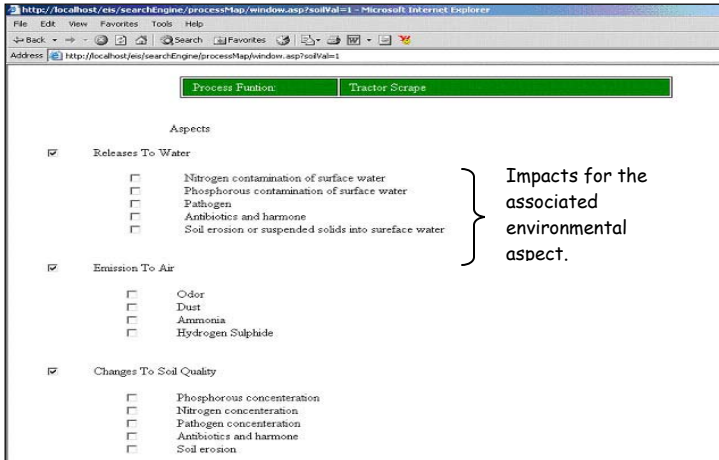 http://localhost/eis/searchEngine/processMap/window.asp?soilVal=1 - Microsoft Internet Explorer
File Edit View Favorites Tools Help
Back Search Favorites
Address http://localhost/eis/searchEngine/processMap/window.asp?soilVal=1
Process Funtion: Tractor Scrape
Aspects
Releases To Water
Nitrogen contamination of surface water
Phosphorous contamination of surface water
Pathogen
Antibiotics and harmone
Soil erosion or suspended solids into sureface water
Impacts for the
associated
environmental
aspect.
Emission To Air
Odor
Dust
Ammonia
Hydrogen Sulphide
Changes To Soil Quality
Phosphorous concenteration
Nitrogen concenteration
Pathogen concenteration
Antibiotics and harmone
Soil erosion